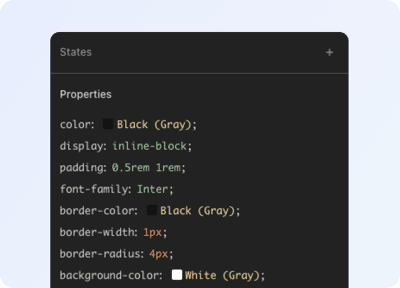 States +
Properties
color: Black (Gray);
display: inline-block;
padding: 0.5rem 1rem;
font-family: Inter;
border-color: Black (Gray);
border-width: 1px;
border-radius: 4px;
background-color: White (Gray);